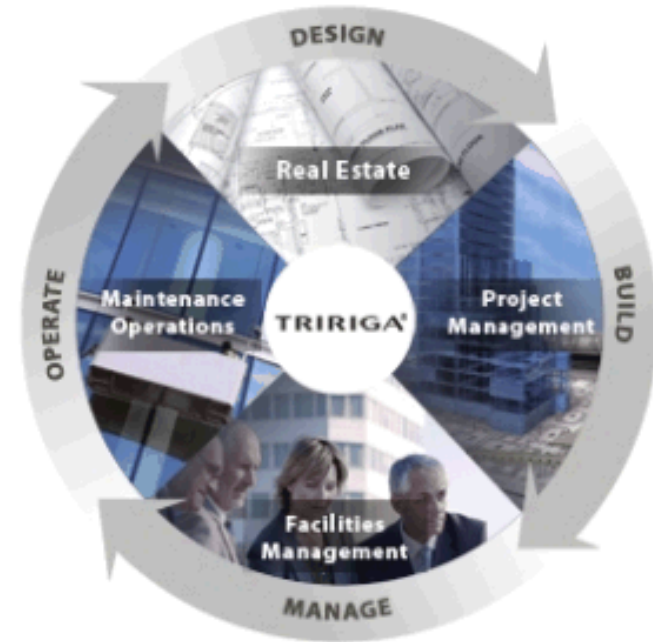 DESIGN
Real Estate
BUILD
Project
Management
MANAGE
Facilities
Management
OPERATE
Maintenance
Operations
TRIRIGA®